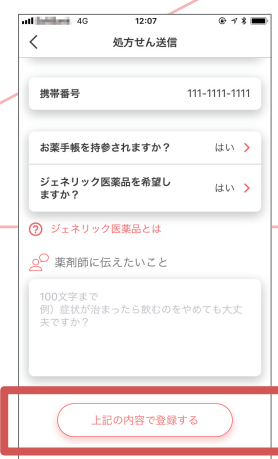 4G 12:07
処方せん送信
携帯番号 111-1111-1111
お薬手帳を持参されますか？ はい
ジェネリック医薬品を希望し
ますか？ はい
ジェネリック医薬品とは
薬剤師に伝えたいこと
100文字まで
例）症状が治まったら飲むのをやめても大丈
夫ですか？
上記の内容で登録する